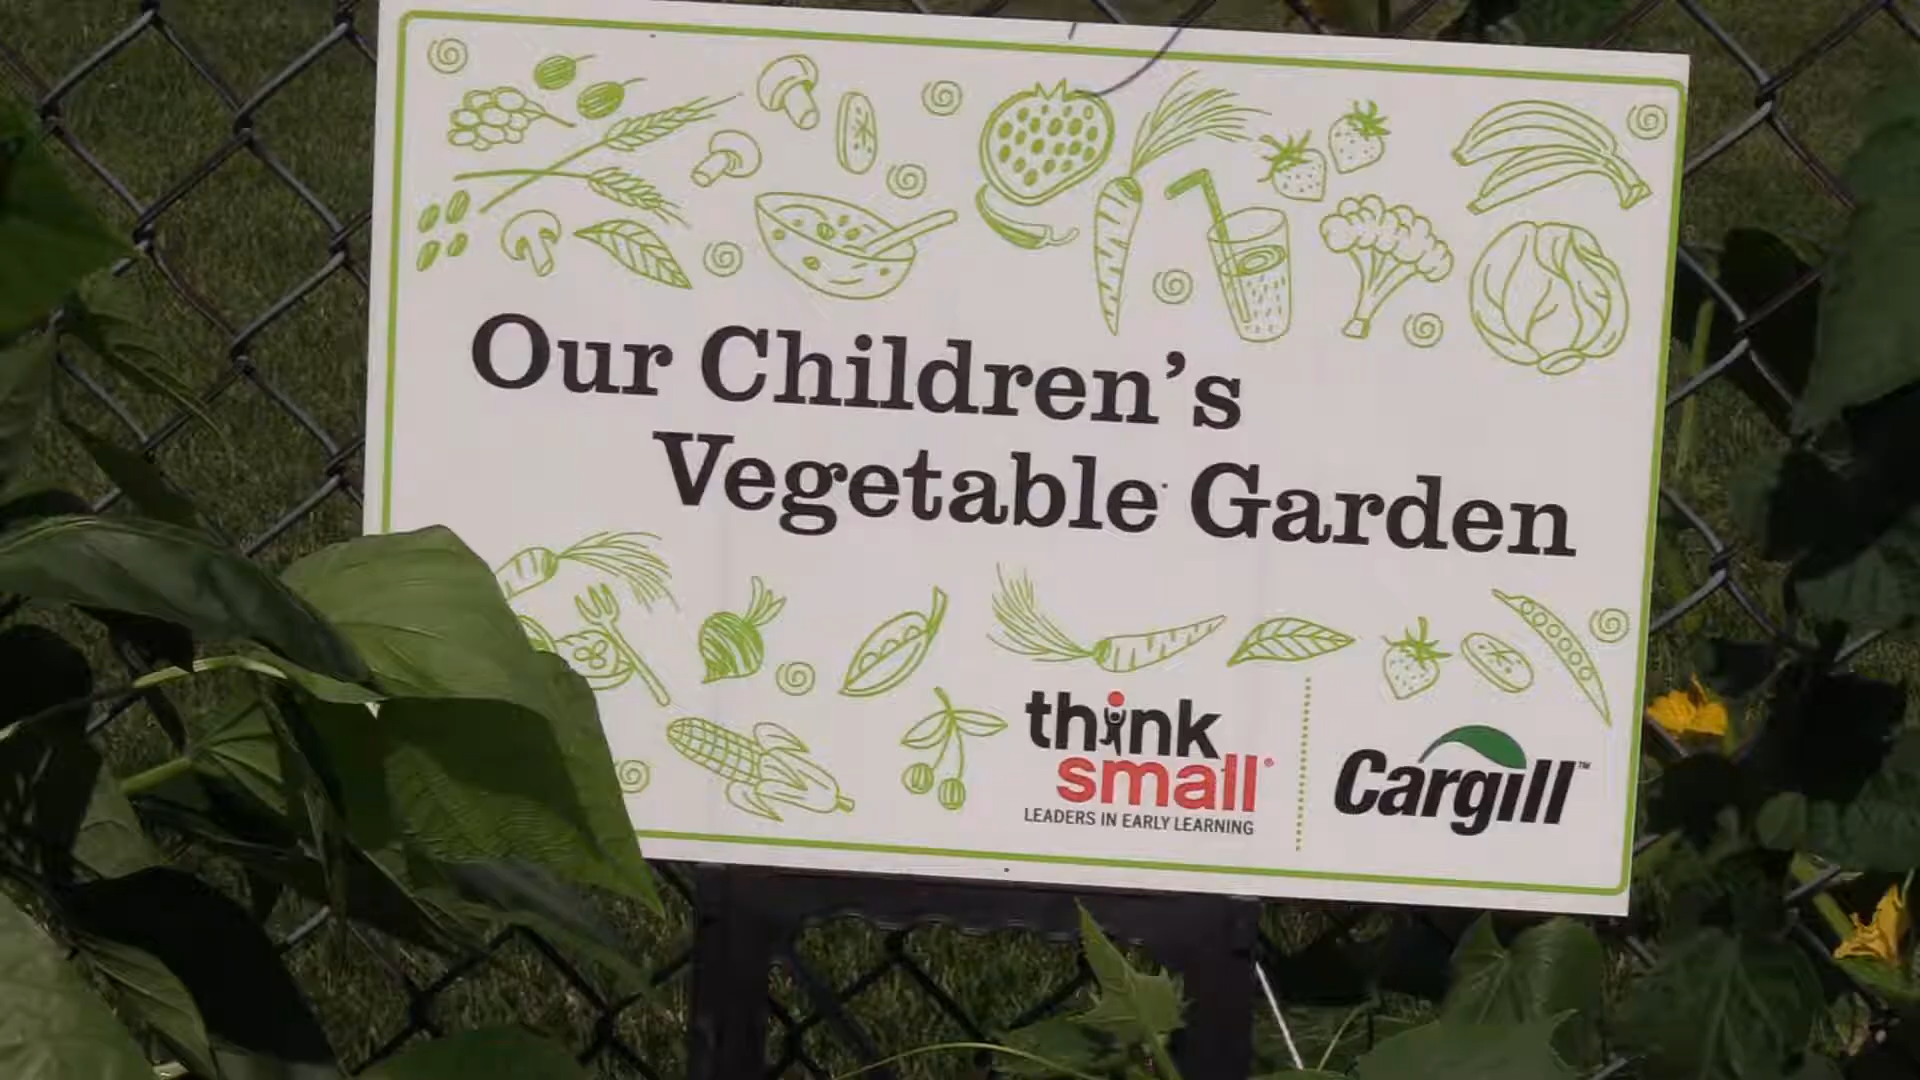 Our Children's
Vegetable Garden
think
small®
LEADERS IN EARLY LEARNING
Cargill™